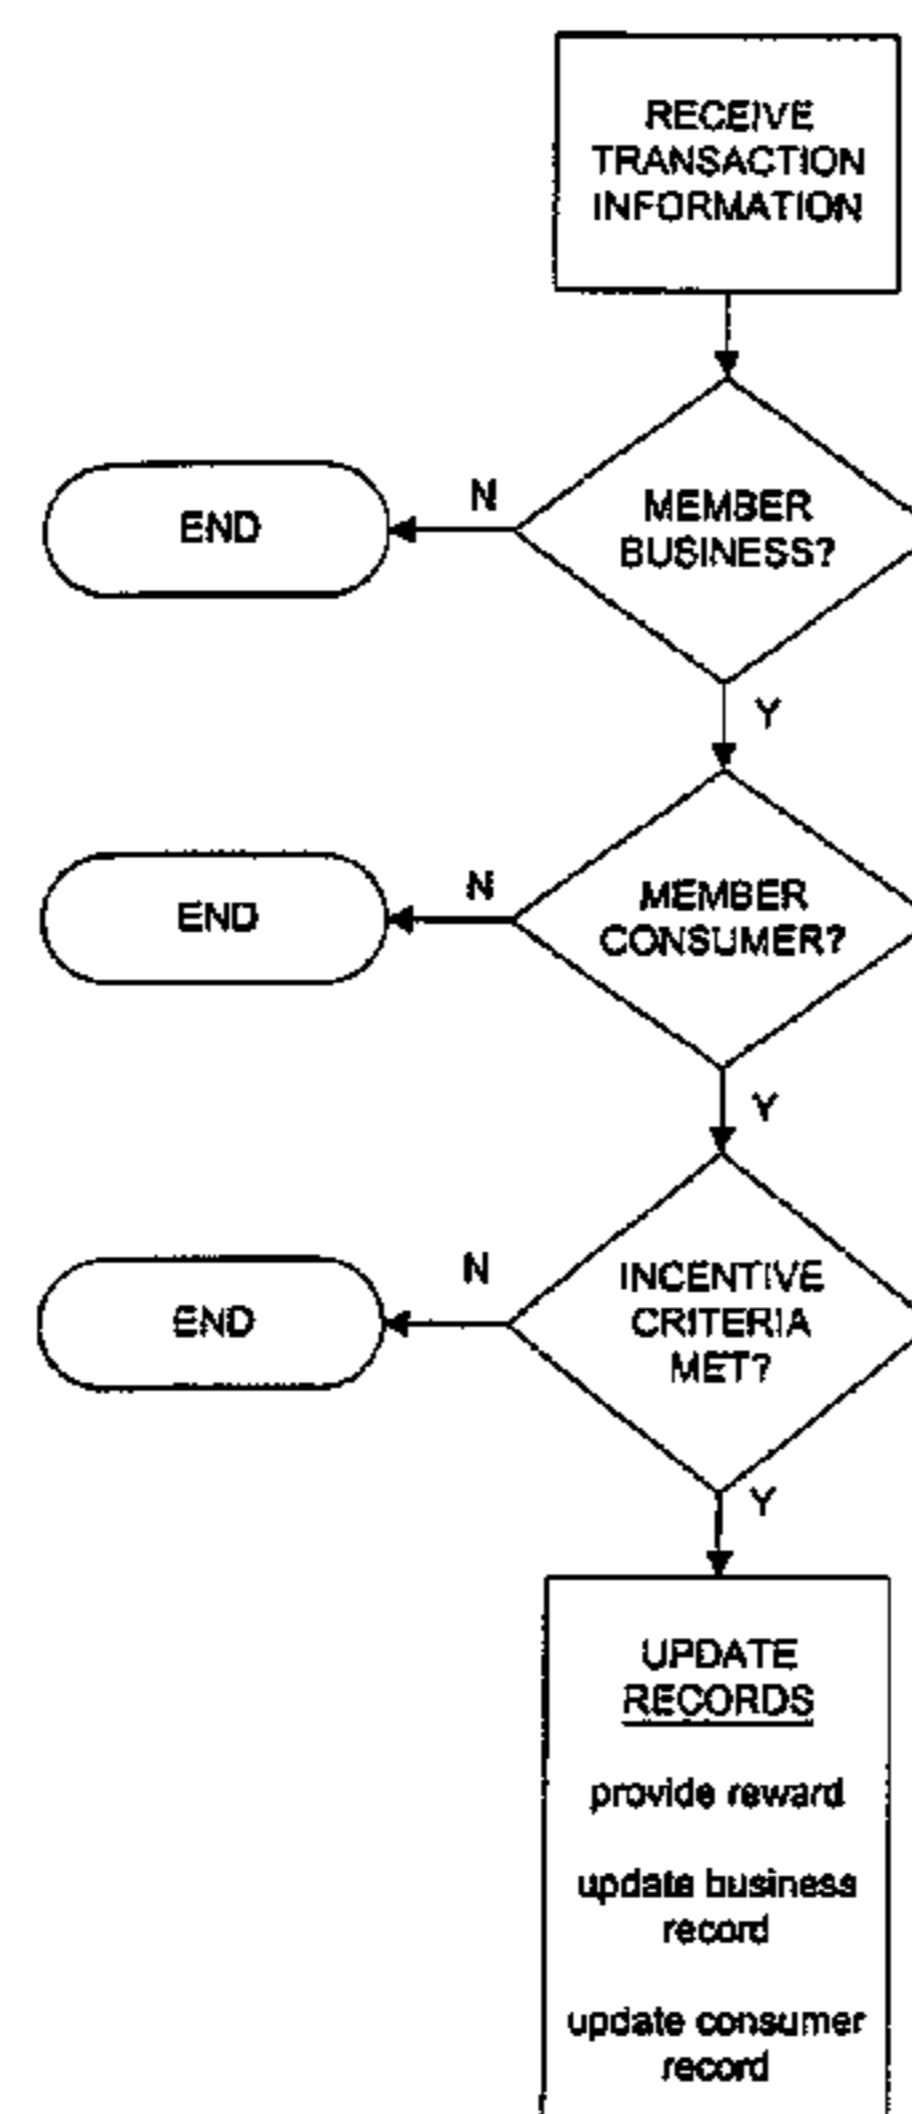 RECEIVE
TRANSACTION
INFORMATION
MEMBER
BUSINESS?
N
END
Y
MEMBER
CONSUMER?
N
END
Y
INCENTIVE
CRITERIA
MET?
N
END
Y
UPDATE
RECORDS
provide reward
update business
record
update consumer
record